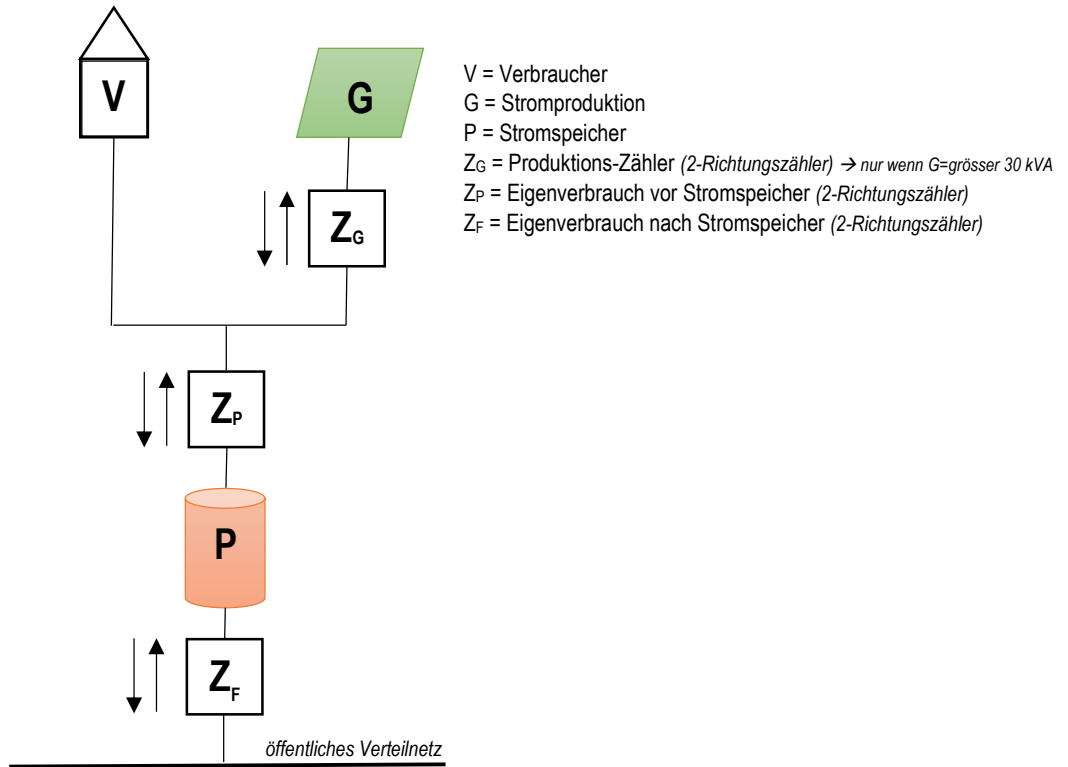 V
G
V = Verbraucher
G = Stromproduktion
P = Stromspeicher
ZG = Produktions-Zähler (2-Richtungszähler) → nur wenn G=grösser 30 kVA
ZP = Eigenverbrauch vor Stromspeicher (2-Richtungszähler)
ZF = Eigenverbrauch nach Stromspeicher (2-Richtungszähler)
ZG
ZP
P
ZF
öffentliches Verteilnetz